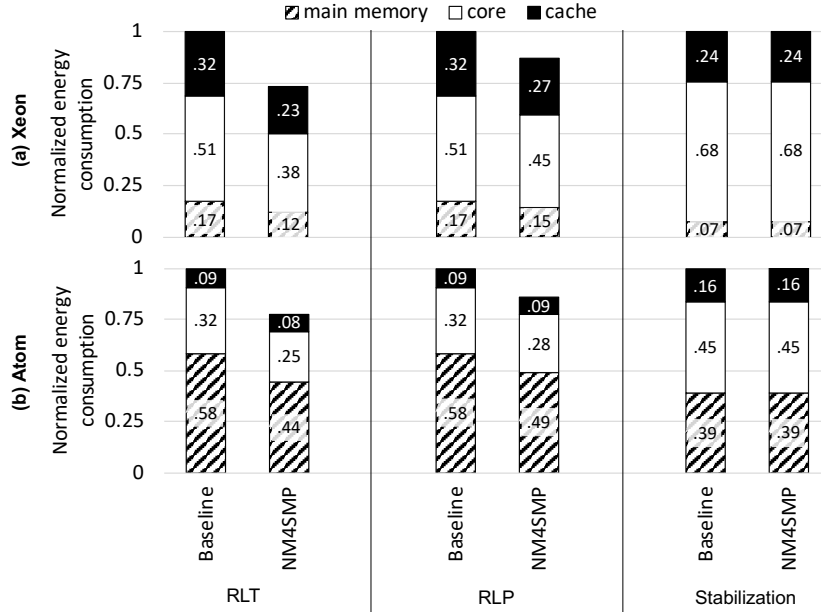 main memory core cache
(a) Xeon
Normalized energy
consumption
1
0.75
0.5
0.25
0
.32
.51
.17
.23
.38
.12
.32
.51
.17
.27
.45
.15
.24
.68
.07
.24
.68
.07
(b) Atom
Normalized energy
consumption
1
0.75
0.5
0.25
0
.09
.32
.58
.08
.25
.44
.09
.32
.58
.09
.28
.49
.16
.45
.39
.16
.45
.39
Baseline
NM4SMP
Baseline
NM4SMP
Baseline
NM4SMP
RLT
RLP
Stabilization